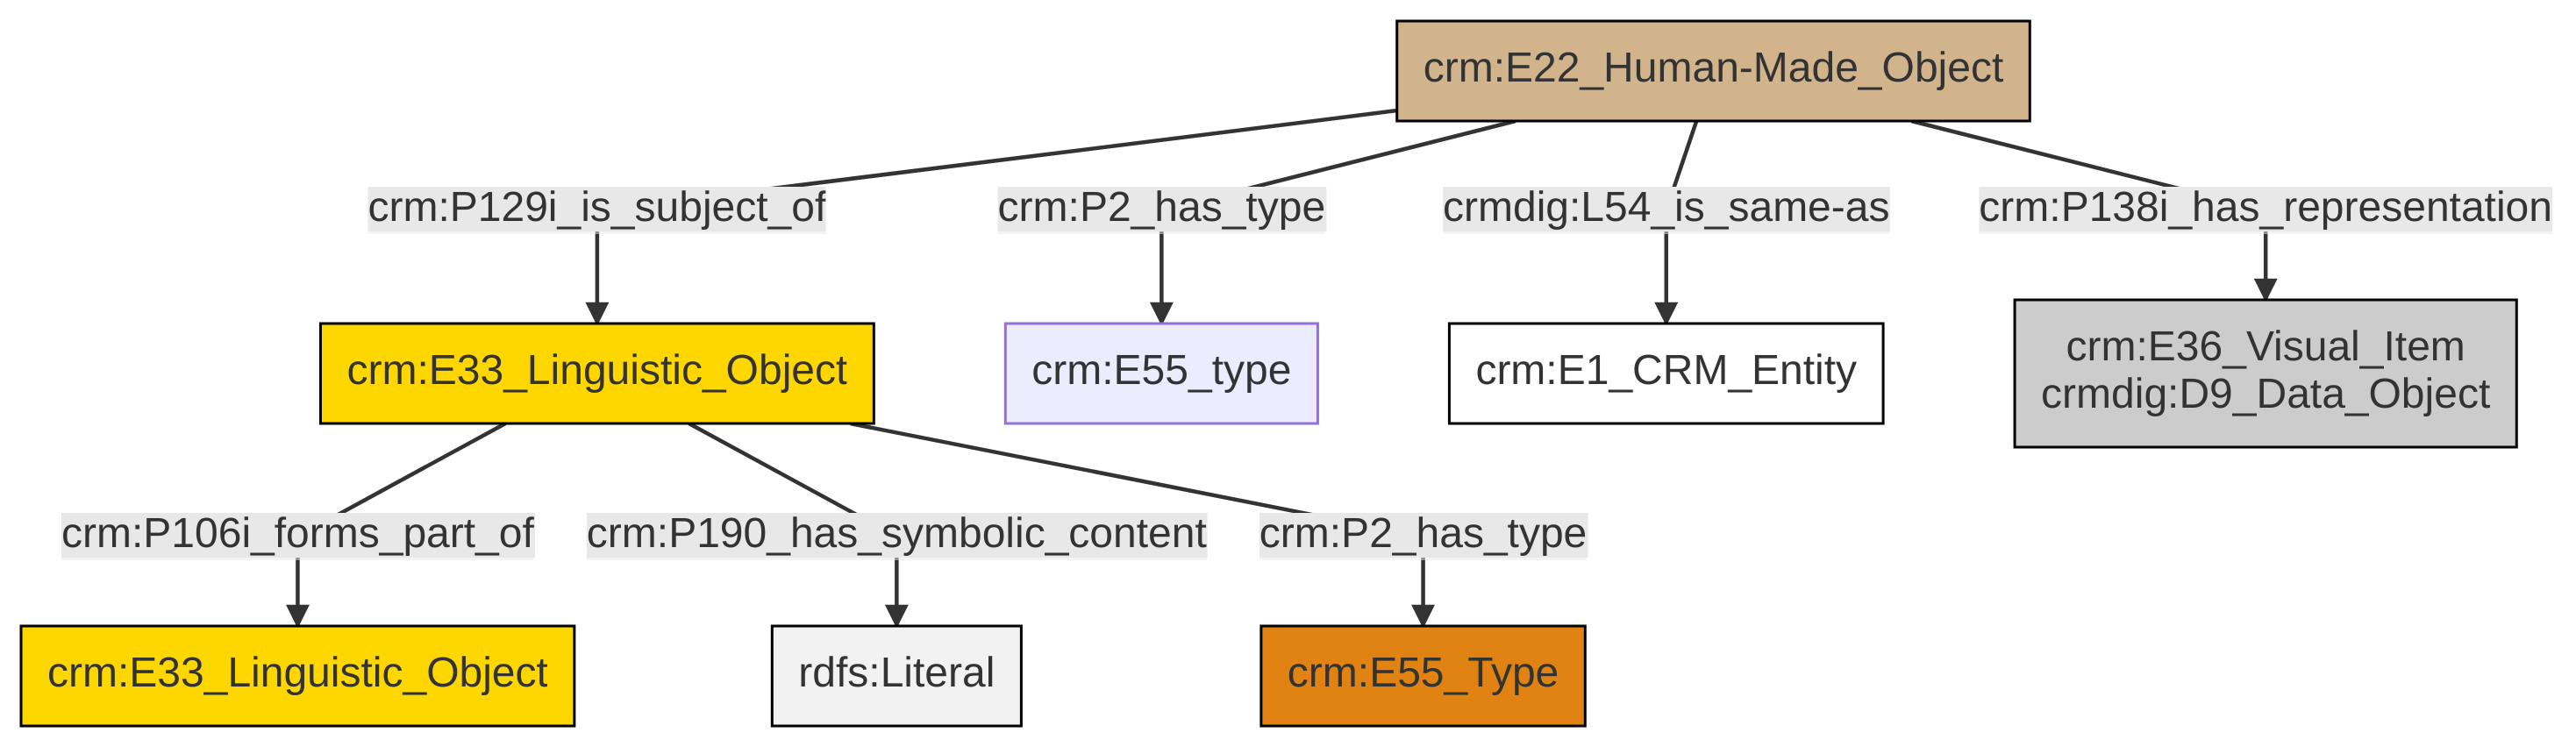 crm:E22_Human-Made_Object
crm:P129i_is_subject_of
crm:P2_has_type
crmdig:L54_is_same-as
crm:P138i_has_representation
crm:E33_Linguistic_Object
crm:E55_type
crm:E1_CRM_Entity
crm:E36_Visual_Item
crmdig:D9_Data_Object
crm:P106i_forms_part_of
crm:P190_has_symbolic_content
crm:P2_has_type
crm:E33_Linguistic_Object
rdfs:Literal
crm:E55_Type